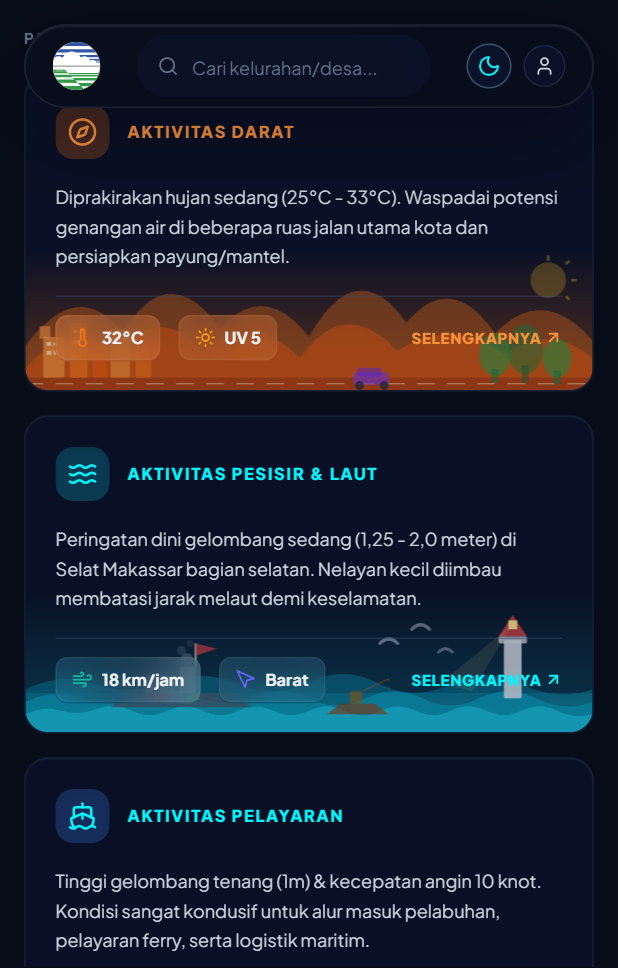 Cari kelurahan/desa...
AKTIVITAS DARAT
Diprakirakan hujan sedang (25°C - 33°C). Waspadai potensi
genangan air di beberapa ruas jalan utama kota dan
persiapkan payung/mantel.
32°C
UV 5
SELENGKAPNYA
AKTIVITAS PESISIR & LAUT
Peringatan dini gelombang sedang (1,25 - 2,0 meter) di
Selat Makassar bagian selatan. Nelayan kecil diimbau
membatasi jarak melaut demi keselamatan.
18 km/jam
Barat
SELENGKAPNYA
AKTIVITAS PELAYARAN
Tinggi gelombang tenang (1m) & kecepatan angin 10 knot.
Kondisi sangat kondusif untuk alur masuk pelabuhan,
pelayaran ferry, serta logistik maritim.